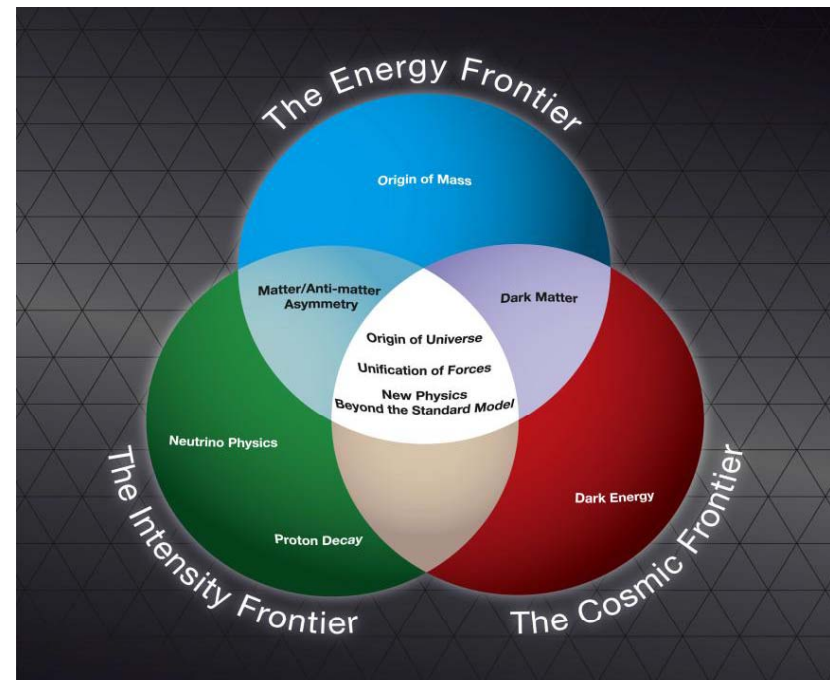 The Energy Frontier
Origin of Mass
Matter/Anti-matter
Asymmetry
Dark Matter
Origin of Universe
Unification of Forces
New Physics
Beyond the Standard Model
Neutrino Physics
Dark Energy
Proton Decay
The Intensity Frontier
The Cosmic Frontier